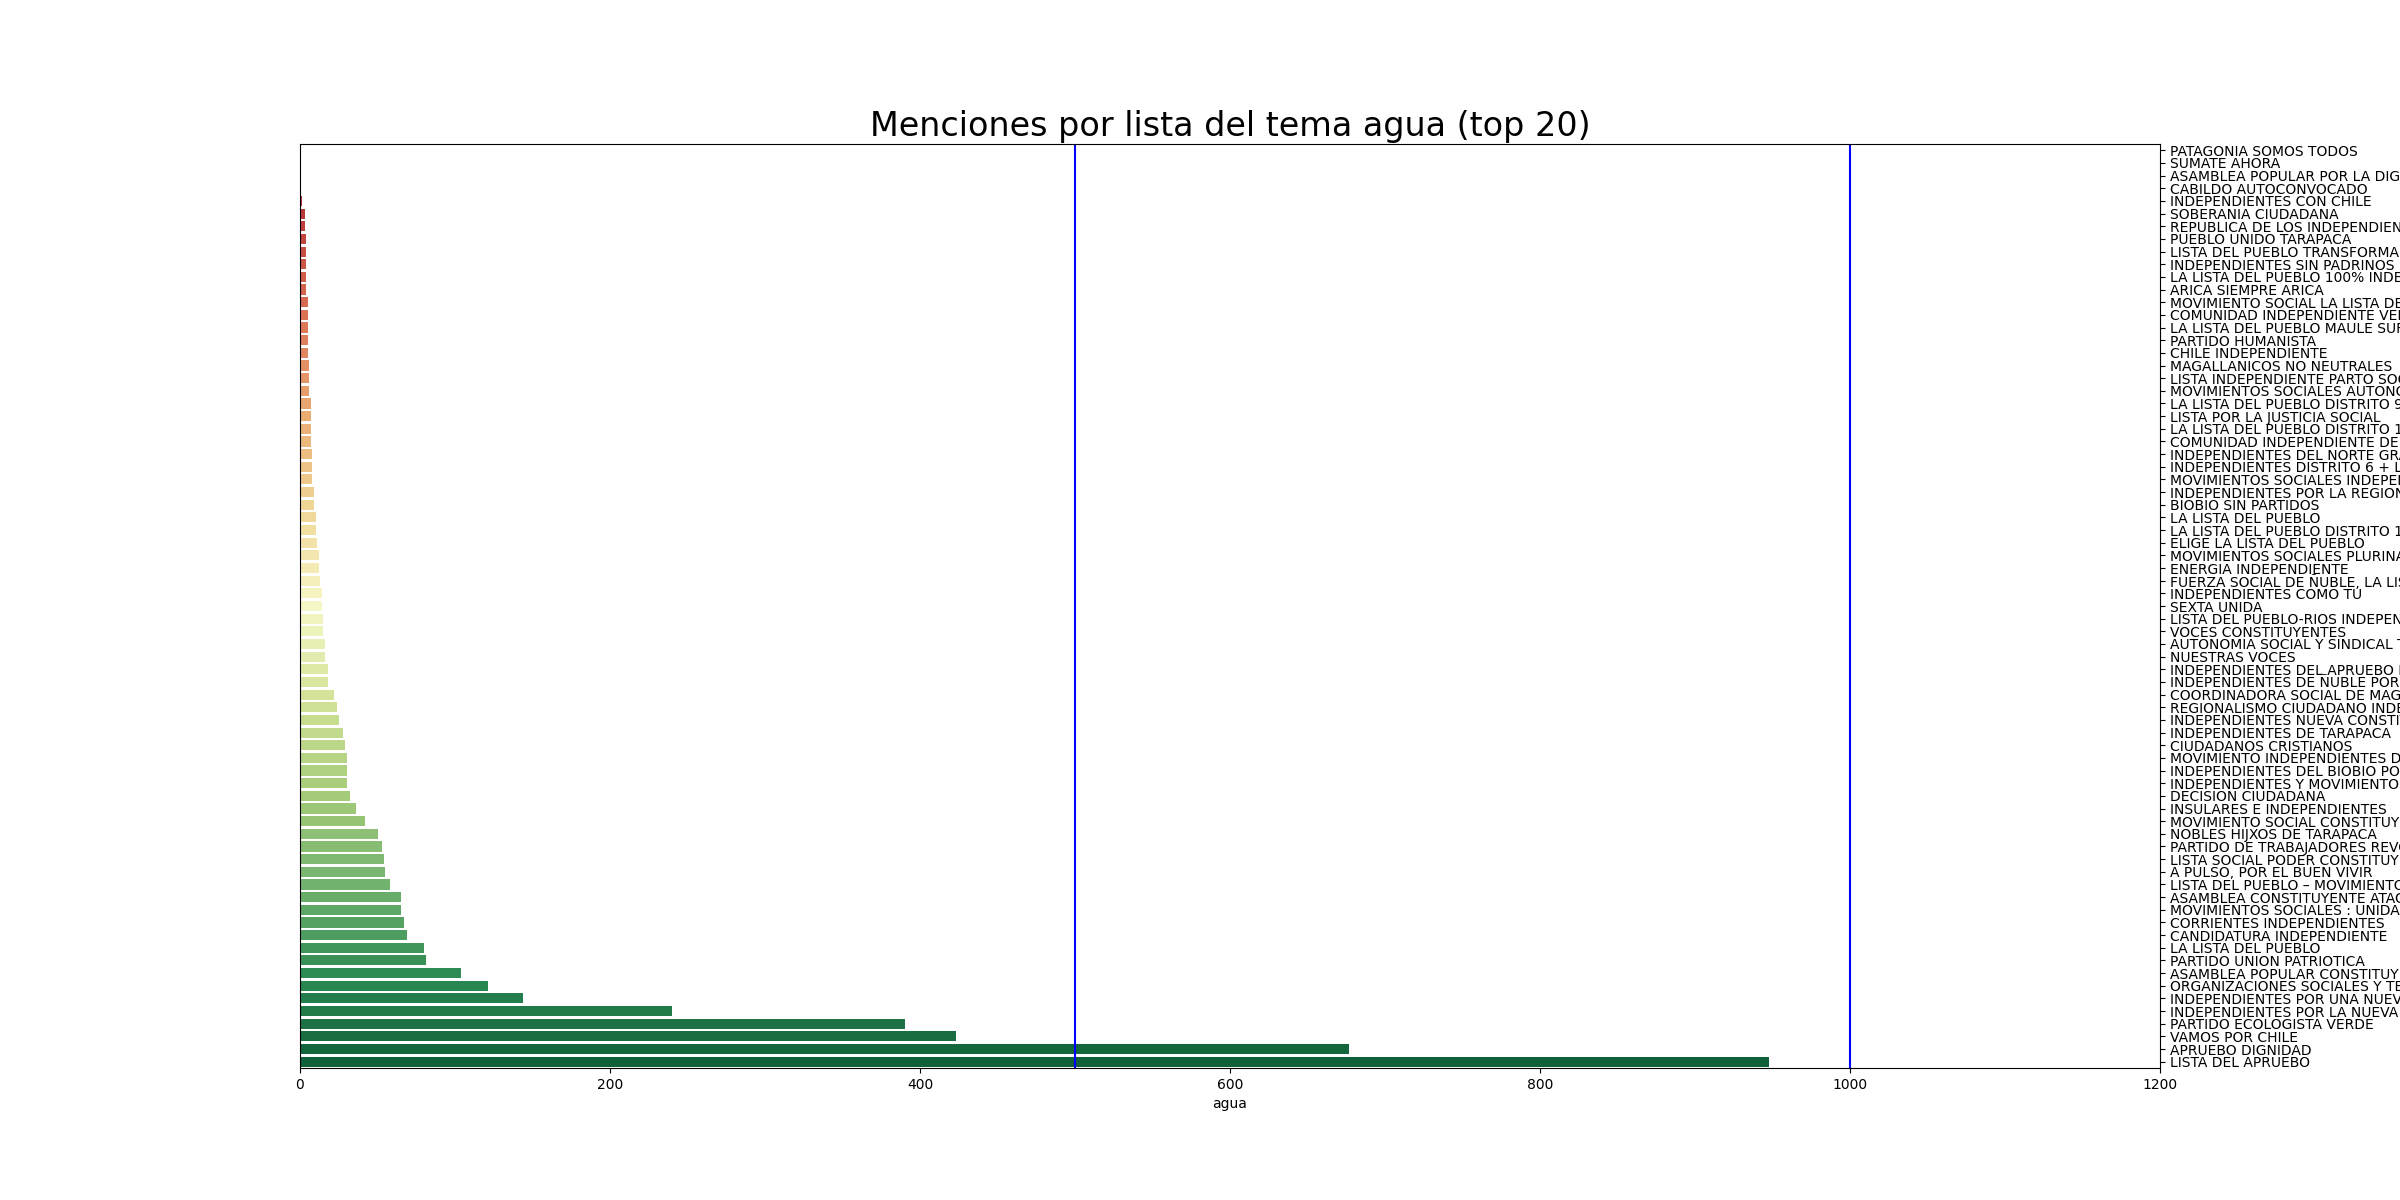 Menciones por lista del tema agua (top 20)
PATAGONIA SOMOS TODOS
SUMATE AHORA
ASAMBLEA POPULAR POR LA DIG
CABILDO AUTOCONVOCADO
INDEPENDIENTES CON CHILE
SOBERANIA CIUDADANA
REPUBLICA DE LOS INDEPENDIEN
PUEBLO UNIDO TARAPACA
LISTA DEL PUEBLO TRANSFORMA
INDEPENDIENTES SIN PADRINOS
LA LISTA DEL PUEBLO 100% INDE
ARICA SIEMPRE ARICA
MOVIMIENTO SOCIAL LA LISTA DE
COMUNIDAD INDEPENDIENTE VE
LA LISTA DEL PUEBLO MAULE SUR
PARTIDO HUMANISTA
CHILE INDEPENDIENTE
MAGALLANICOS NO NEUTRALES
LISTA INDEPENDIENTE PARTO SOC
MOVIMIENTOS SOCIALES AUTONO
LA LISTA DEL PUEBLO DISTRITO 9
LISTA POR LA JUSTICIA SOCIAL
LA LISTA DEL PUEBLO DISTRITO 1
COMUNIDAD INDEPENDIENTE DE
INDEPENDIENTES DEL NORTE GRA
INDEPENDIENTES DISTRITO 6 + L
MOVIMIENTOS SOCIALES INDEPE
INDEPENDIENTES POR LA REGION
BIOBIO SIN PARTIDOS
LA LISTA DEL PUEBLO
LA LISTA DEL PUEBLO DISTRITO 1
ELIGE LA LISTA DEL PUEBLO
MOVIMIENTOS SOCIALES PLURINA
ENERGIA INDEPENDIENTE
FUERZA SOCIAL DE ÑUBLE, LA LIS
INDEPENDIENTES COMO TÚ
SEXTA UNIDA
LISTA DEL PUEBLO-RIOS INDEPEN
VOCES CONSTITUYENTES
AUTONOMIA SOCIAL Y SINDICAL T
NUESTRAS VOCES
INDEPENDIENTES DEL APRUEBO
INDEPENDIENTES DE ÑUBLE POR
COORDINADORA SOCIAL DE MAG
REGIONALISMO CIUDADANO INDE
INDEPENDIENTES NUEVA CONSTI
INDEPENDIENTES DE TARAPACA
CIUDADANOS CRISTIANOS
MOVIMIENTO INDEPENDIENTES D
INDEPENDIENTES DEL BIOBIO PO
INDEPENDIENTES Y MOVIMIENTO
DECISION CIUDADANA
INSULARES E INDEPENDIENTES
MOVIMIENTO SOCIAL CONSTITUY
NOBLES HIJXOS DE TARAPACA
PARTIDO DE TRABAJADORES REV
LISTA SOCIAL PODER CONSTITUY
A PULSO, POR EL BUEN VIVIR
LISTA DEL PUEBLO – MOVIMIENTO
ASAMBLEA CONSTITUYENTE ATAC
MOVIMIENTOS SOCIALES : UNIDA
CORRIENTES INDEPENDIENTES
CANDIDATURA INDEPENDIENTE
LA LISTA DEL PUEBLO
PARTIDO UNION PATRIOTICA
ASAMBLEA POPULAR CONSTITUY
ORGANIZACIONES SOCIALES Y TE
INDEPENDIENTES POR UNA NUEV
INDEPENDIENTES POR LA NUEVA
PARTIDO ECOLOGISTA VERDE
VAMOS POR CHILE
APRUEBO DIGNIDAD
LISTA DEL APRUEBO
0 200 400 600 800 1000 1200
agua